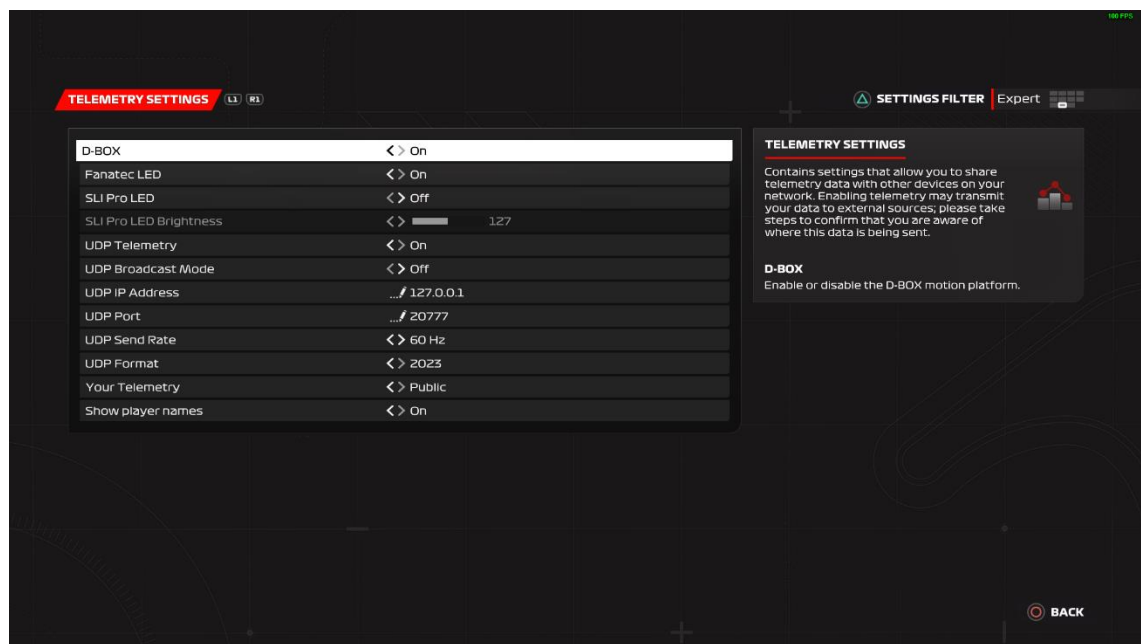 100 FPS
TELEMETRY SETTINGS L1 R1
SETTINGS FILTER Expert
D-BOX On
Fanatec LED On
SLI Pro LED Off
SLI Pro LED Brightness 127
UDP Telemetry On
UDP Broadcast Mode Off
UDP IP Address ... 127.0.0.1
UDP Port ... 20777
UDP Send Rate 60 Hz
UDP Format 2023
Your Telemetry Public
Show player names On
TELEMETRY SETTINGS
Contains settings that allow you to share
telemetry data with other devices on your
network. Enabling telemetry may transmit
your data to external sources; please take
steps to confirm that you are aware of
where this data is being sent.
D-BOX
Enable or disable the D-BOX motion platform.
BACK